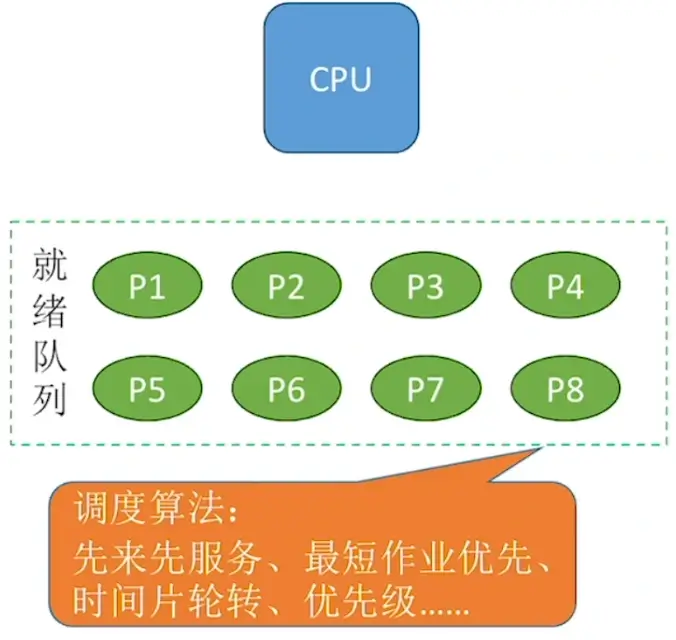 CPU
就绪队列
P1 P2 P3 P4
P5 P6 P7 P8
调度算法：
先来先服务、最短作业优先、
时间片轮转、优先级……